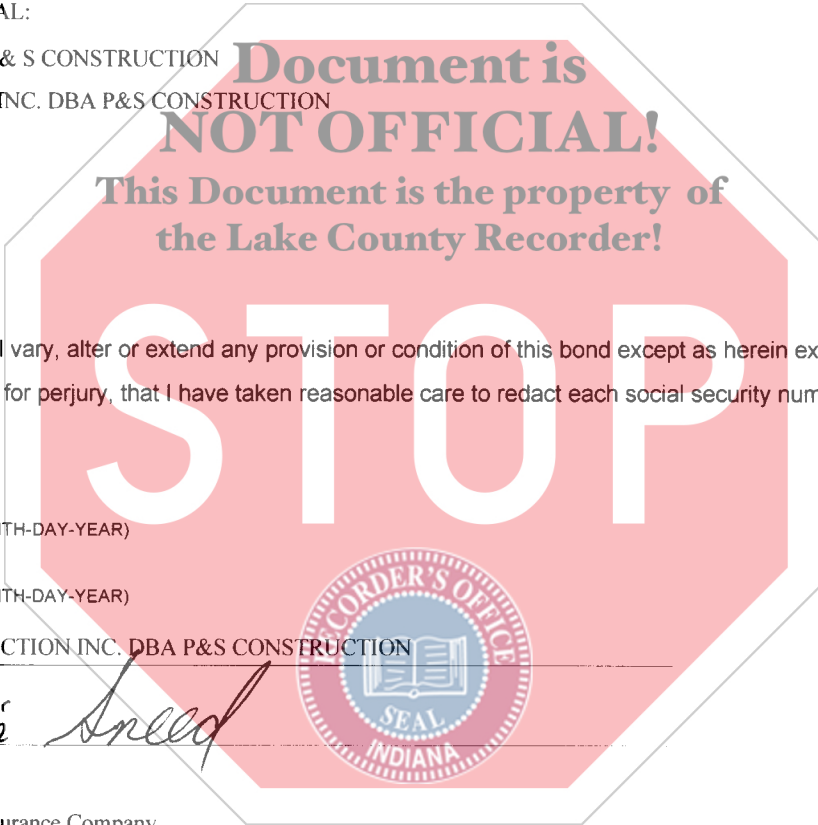 AL:
& S CONSTRUCTION
Document is
INC. DBA P&S CONSTRUCTION
NOT OFFICIAL!
This Document is the property of
the Lake County Recorder!
STOP
l vary, alter or extend any provision or condition of this bond except as herein ex
for perjury, that I have taken reasonable care to redact each social security num
TH-DAY-YEAR)
TH-DAY-YEAR)
RECORDER'S OFFICE
SEAL
INDIANA
CTION INC. DBA P&S CONSTRUCTION
Sneed
urance Company